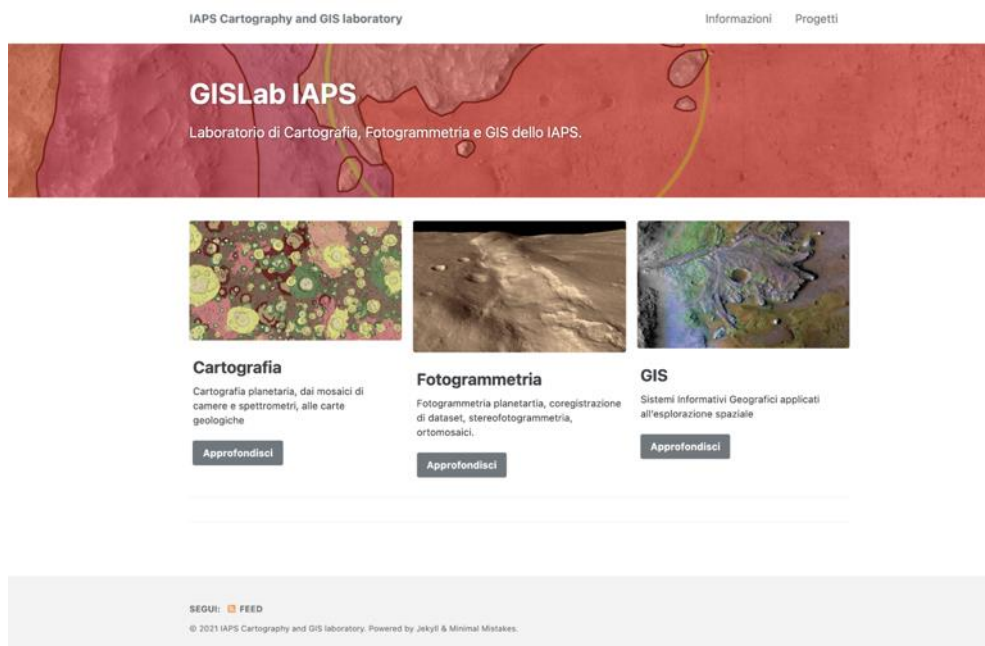 IAPS Cartography and GIS laboratory
Informazioni
Progetti
GISLab IAPS
Laboratorio di Cartografia, Fotogrammetria e GIS dello IAPS.
Cartografia
Cartografia planetaria, dai mosaici di
camere e spettrometri, alle carte
geologiche
Approfondisci
Fotogrammetria
Fotogrammetria planetartia, coregistrazione
di dataset, stereofotogrammetria,
ortomosaici.
Approfondisci
GIS
Sistemi Informativi Geografici applicati
all'esplorazione spaziale
Approfondisci
SEGUI: FEED
© 2021 IAPS Cartography and GIS laboratory. Powered by Jekyll & Minimal Mistakes.